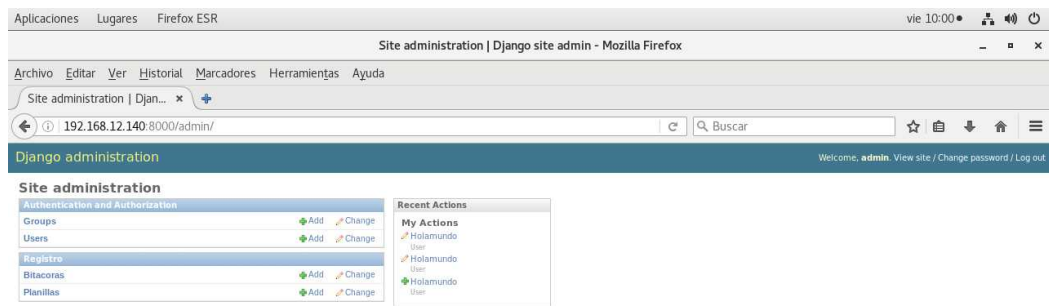 Aplicaciones Lugares Firefox ESR vie 10:00
Site administration | Django site admin - Mozilla Firefox
Archivo Editar Ver Historial Marcadores Herramientas Ayuda
Site administration | Djan...
192.168.12.140:8000/admin/ Buscar
Django administration Welcome, admin. View site / Change password / Log out
Site administration
Authentication and Authorization
Groups Add Change
Users Add Change
Registro
Bitacoras Add Change
Planillas Add Change
Recent Actions
My Actions
Holamundo
User
Holamundo
User
Holamundo
User